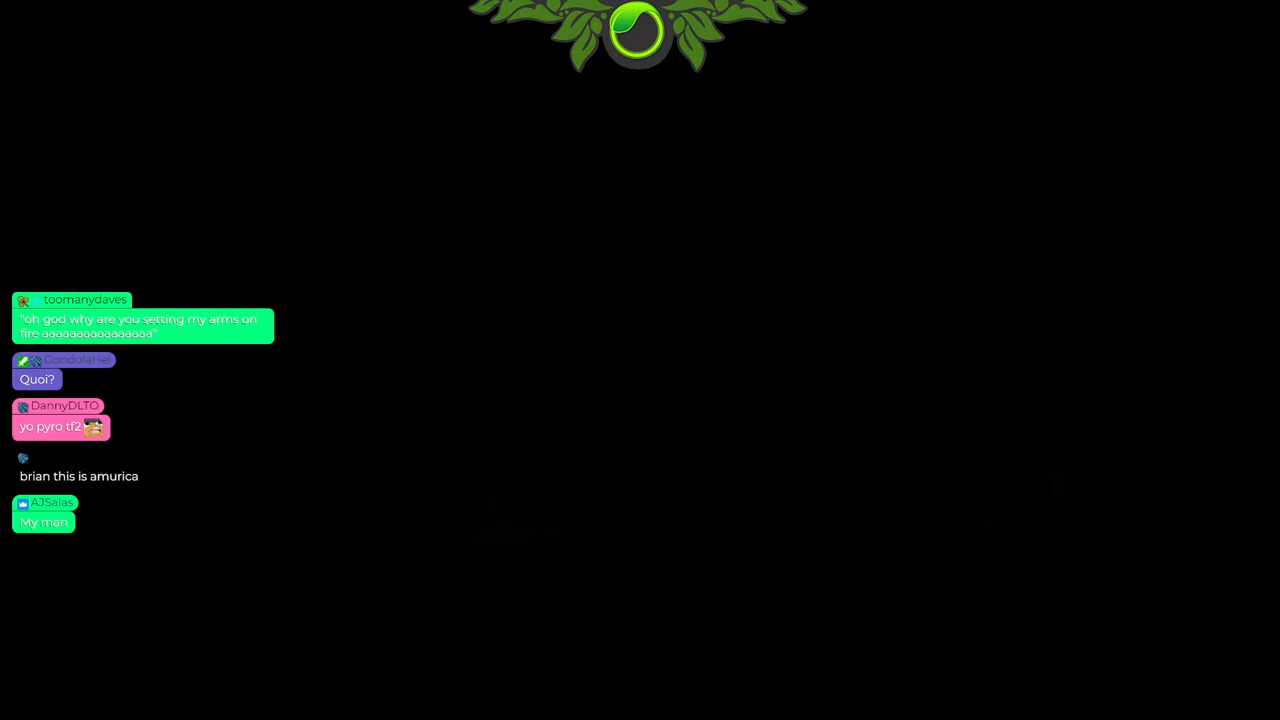 toomanydaves
"oh god why are you setting my arms on
fire aaaaaaaaaaaaaaaa"
GondolaHei
Quoi?
DannyDLTO
yo pyro tf2
brian this is amurica
AJSalas
My man